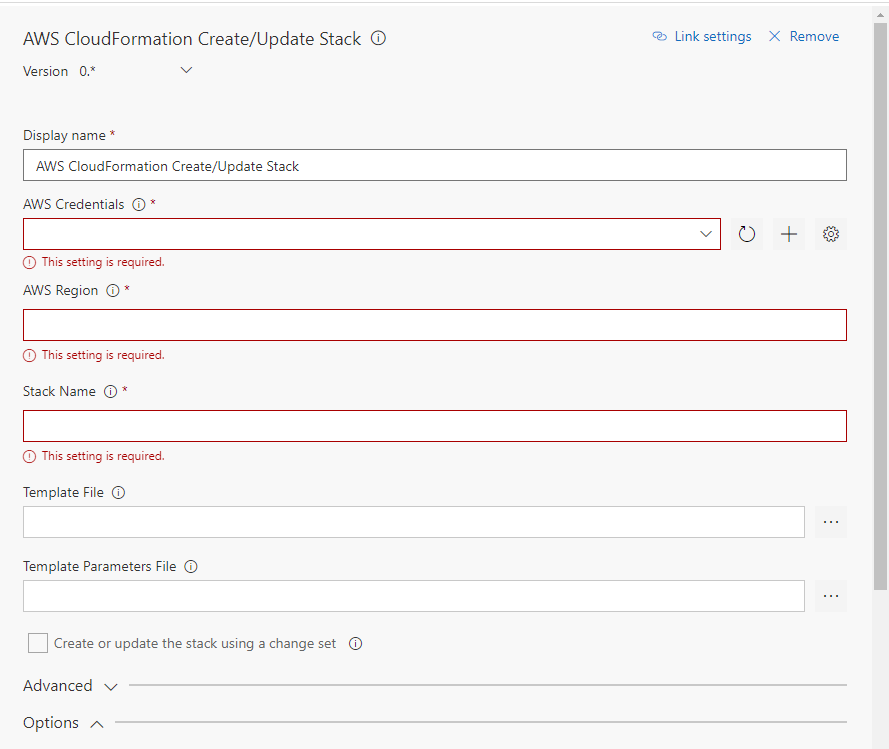 AWS CloudFormation Create/Update Stack
Link settings
Remove
Version 0.*
Display name *
AWS CloudFormation Create/Update Stack
AWS Credentials *
This setting is required.
AWS Region *
This setting is required.
Stack Name *
This setting is required.
Template File
...
Template Parameters File
...
Create or update the stack using a change set
Advanced
Options